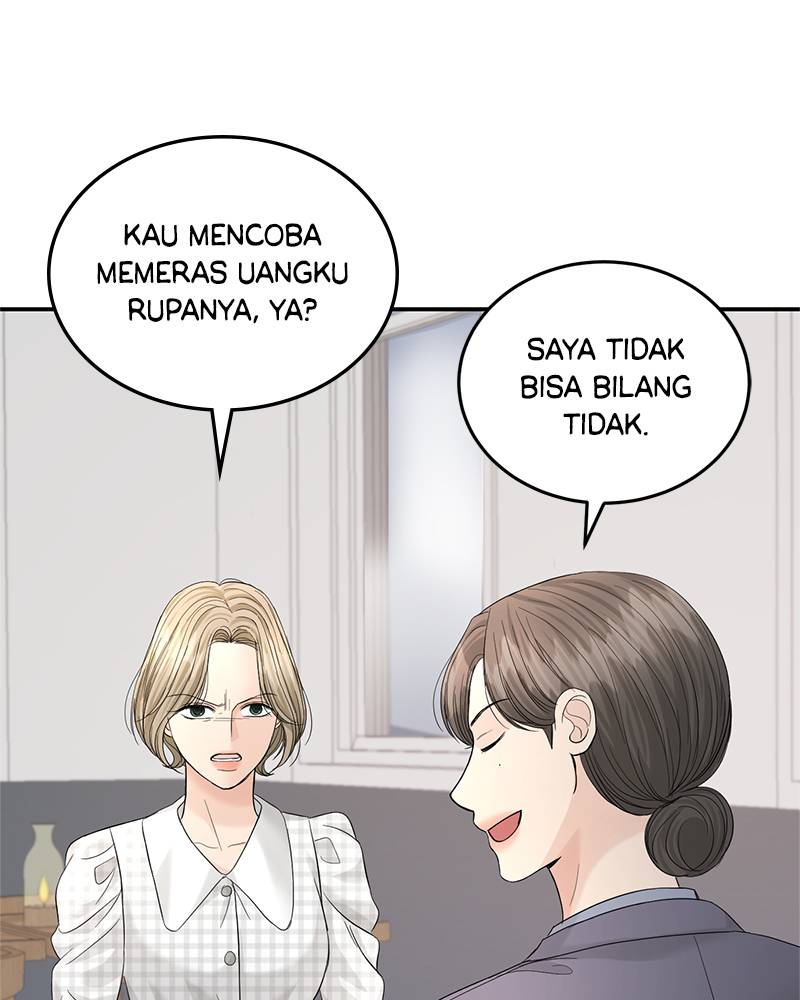 KAU MENCOBA
MEMERAS UANGKU
RUPANYA, YA?
SAYA TIDAK
BISA BILANG
TIDAK.